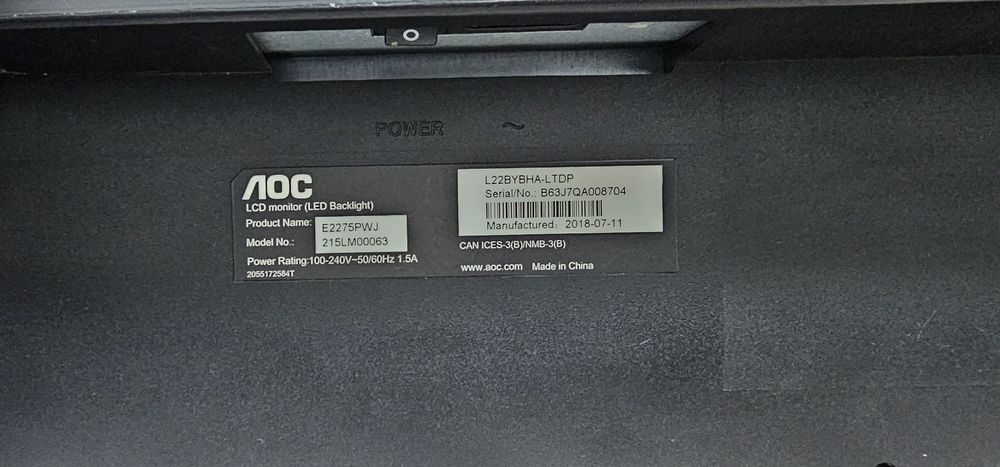 O
POWER ~
AOC
LCD monitor (LED Backlight)
Product Name: E2275PWJ
Model No.: 215LM00063
Power Rating:100-240V~50/60Hz 1.5A
2055172584T
L22BYBHA-LTDP
Serial/No.: B63J7QA008704
Manufactured: 2018-07-11
CAN ICES-3(B)/NMB-3(B)
www.aoc.com Made in China